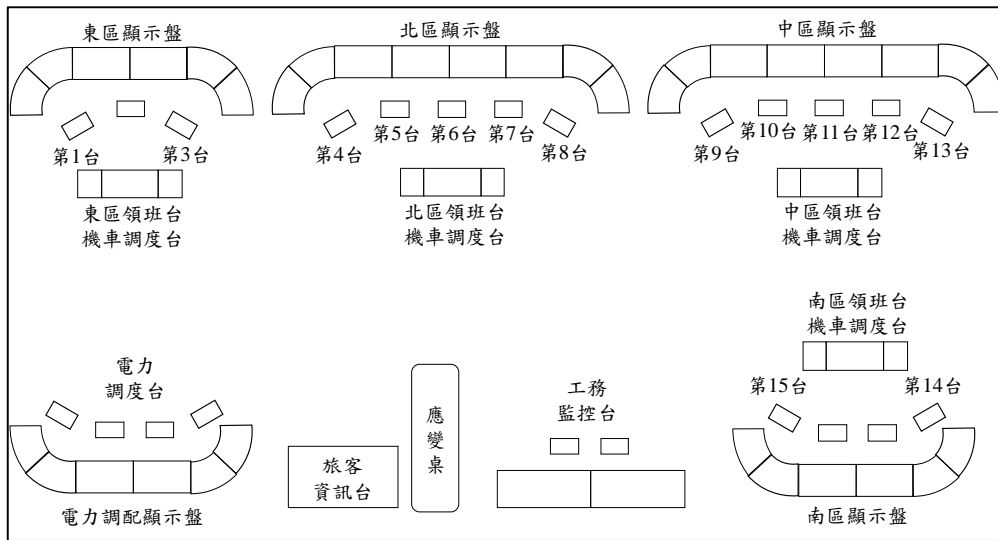 東區顯示盤
北區顯示盤
中區顯示盤
第1台
第3台
第4台
第5台
第6台
第7台
第8台
第9台
第10台
第11台
第12台
第13台
東區領班台
機車調度台
北區領班台
機車調度台
中區領班台
機車調度台
南區領班台
機車調度台
電力
調度台
應變桌
工務
監控台
第15台
第14台
旅客
資訊台
電力調配顯示盤
南區顯示盤